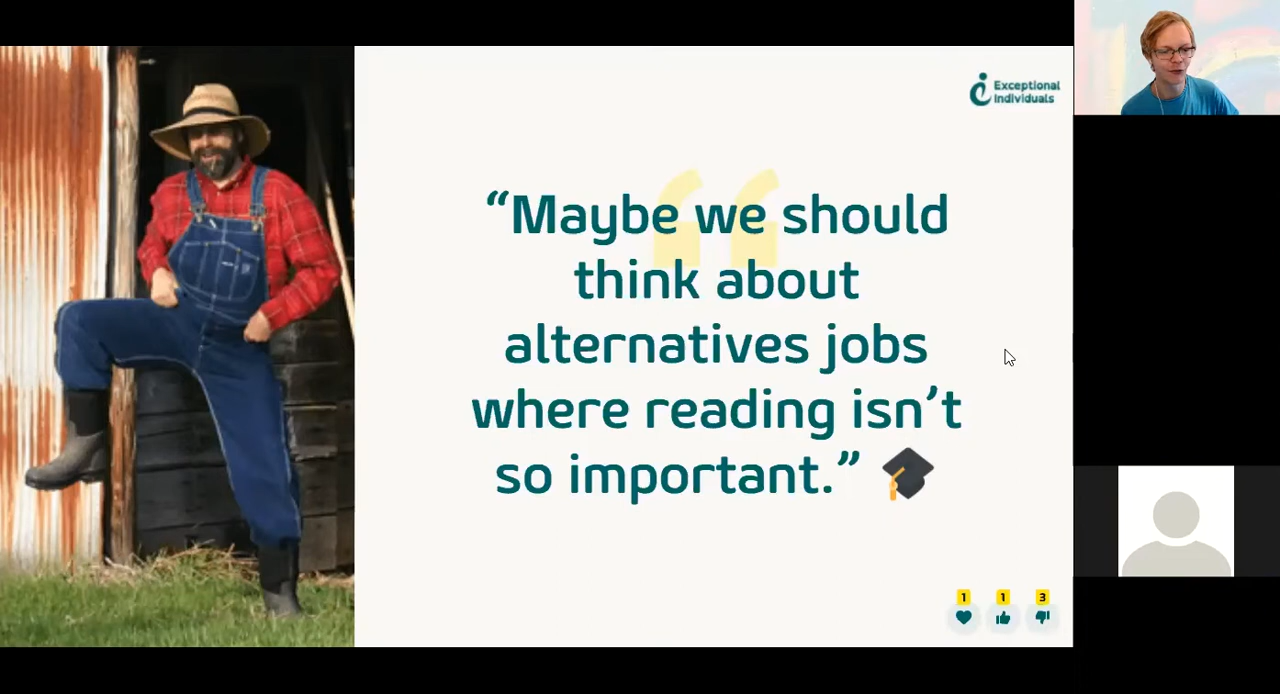 Exceptional
Individuals
“Maybe we should
think about
alternatives jobs
where reading isn’t
so important.”
1 1 3